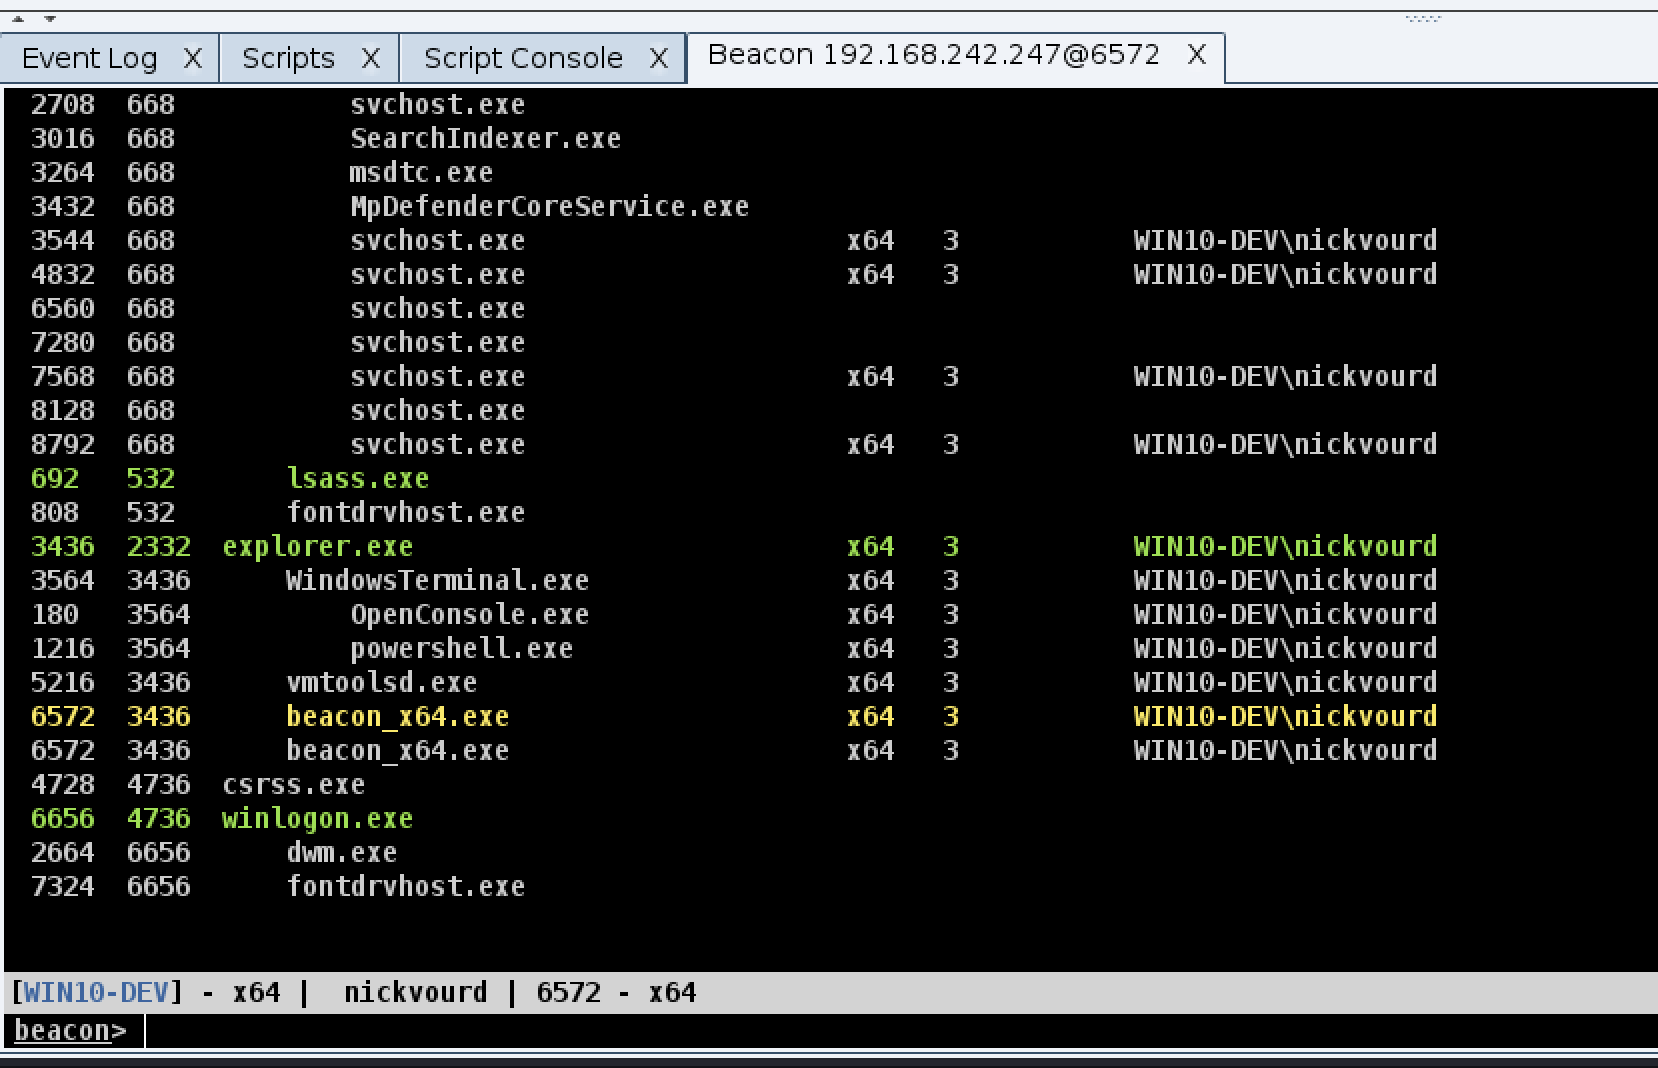 Event Log X Scripts X Script Console X Beacon 192.168.242.247@6572 X
2708 668 svchost.exe
3016 668 SearchIndexer.exe
3264 668 msdtc.exe
3432 668 MpDefenderCoreService.exe
3544 668 svchost.exe x64 3 WIN10-DEV\nickvourd
4832 668 svchost.exe x64 3 WIN10-DEV\nickvourd
6560 668 svchost.exe
7280 668 svchost.exe
7568 668 svchost.exe x64 3 WIN10-DEV\nickvourd
8128 668 svchost.exe
8792 668 svchost.exe x64 3 WIN10-DEV\nickvourd
692 532 lsass.exe
808 532 fontdrvhost.exe
3436 2332 explorer.exe x64 3 WIN10-DEV\nickvourd
3564 3436 WindowsTerminal.exe x64 3 WIN10-DEV\nickvourd
180 3564 OpenConsole.exe x64 3 WIN10-DEV\nickvourd
1216 3564 powershell.exe x64 3 WIN10-DEV\nickvourd
5216 3436 vmtoolsd.exe x64 3 WIN10-DEV\nickvourd
6572 3436 beacon_x64.exe x64 3 WIN10-DEV\nickvourd
6572 3436 beacon_x64.exe x64 3 WIN10-DEV\nickvourd
4728 4736 csrss.exe
6656 4736 winlogon.exe
2664 6656 dwm.exe
7324 6656 fontdrvhost.exe
[WIN10-DEV] - x64 | nickvourd | 6572 - x64
beacon>